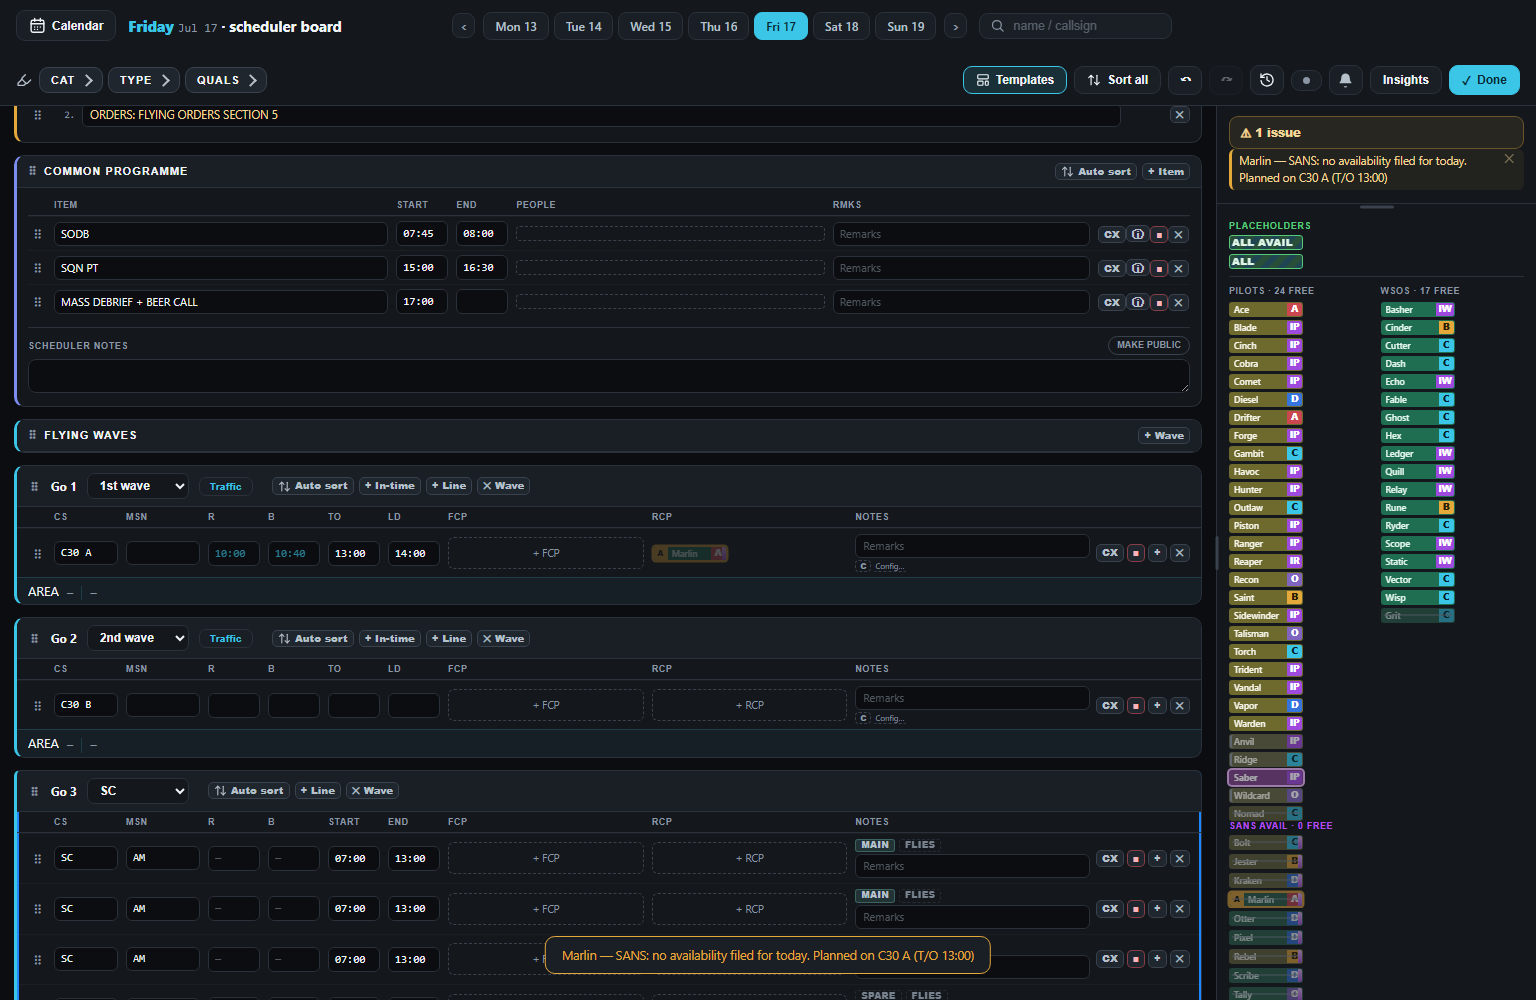 Calendar
Friday Jul 17 · scheduler board
‹ Mon 13 Tue 14 Wed 15 Thu 16 Fri 17 Sat 18 Sun 19 ›
name / callsign
CAT TYPE QUALS
Templates Sort all Insights ✓ Done
2. ORDERS: FLYING ORDERS SECTION 5
COMMON PROGRAMME
Auto sort + Item
ITEM START END PEOPLE RMKS
SODB 07:45 08:00 Remarks CX
SQN PT 15:00 16:30 Remarks CX
MASS DEBRIEF + BEER CALL 17:00 Remarks CX
SCHEDULER NOTES MAKE PUBLIC
FLYING WAVES + Wave
Go 1 1st wave Traffic Auto sort + In-time + Line X Wave
CS MSN R B TO LD FCP RCP NOTES
C30 A 10:00 10:40 13:00 14:00 + FCP A Marlin A Remarks CX
C Config...
AREA – –
Go 2 2nd wave Traffic Auto sort + In-time + Line X Wave
CS MSN R B TO LD FCP RCP NOTES
C30 B + FCP + RCP Remarks CX
C Config...
AREA – –
Go 3 SC Auto sort + Line X Wave
CS MSN R B START END FCP RCP NOTES
MAIN FLIES
SC AM – – 07:00 13:00 + FCP + RCP Remarks CX
MAIN FLIES
SC AM – – 07:00 13:00 + FCP + RCP Remarks CX
SC AM – – 07:00 13:00 CX
SPARE FLIES
Marlin — SANS: no availability filed for today. Planned on C30 A (T/O 13:00)
⚠ 1 issue
Marlin — SANS: no availability filed for today.
Planned on C30 A (T/O 13:00)
PLACEHOLDERS
ALL AVAIL
ALL
PILOTS · 24 FREE
Ace A
Blade IP
Cinch IP
Cobra IP
Comet IP
Diesel D
Drifter A
Forge IP
Gambit C
Havoc IP
Hunter IP
Outlaw C
Piston IP
Ranger IP
Reaper IR
Recon O
Saint B
Sidewinder IP
Talisman O
Torch C
Trident IP
Vandal IP
Vapor D
Warden IP
Anvil IP
Ridge C
Saber IP
Wildcard O
Nomad C
WSOS · 17 FREE
Basher IW
Cinder B
Cutter C
Dash C
Echo IW
Fable C
Ghost C
Hex C
Ledger IW
Quill IW
Relay IW
Rune B
Ryder C
Scope IW
Static IW
Vector C
Wisp C
Grit C
SANS AVAIL · 0 FREE
Bolt C
Jester B
Kraken D
A Marlin A
Otter D
Pixel D
Rebel B
Scribe D
Tally O